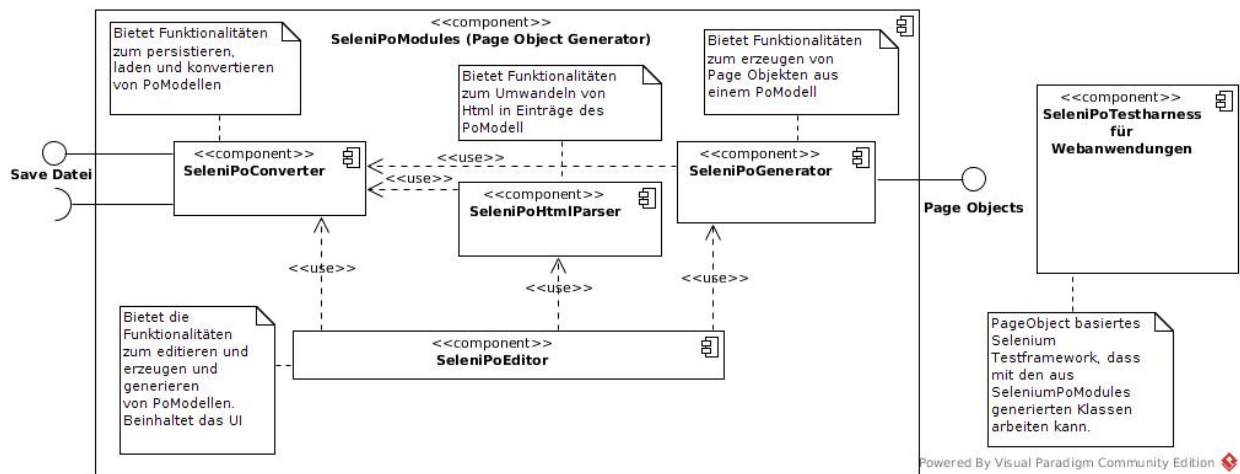 <<component>>
SeleniPoModules (Page Object Generator)
Bietet Funktionalitäten
zum persistieren,
laden und konvertieren
von PoModellen
Bietet Funktionalitäten
zum Umwandeln von
Html in Einträge des
PoModell
Bietet Funktionalitäten
zum erzeugen von
Page Objekten aus
einem PoModell
<<component>>
SeleniPoTestharness
für
Webanwendungen
Save Datei
<<component>>
SeleniPoConverter
<<use>>
<<use>>
<<component>>
SeleniPoHtmlParser
<<component>>
SeleniPoGenerator
Page Objects
<<use>>
<<use>>
<<use>>
Bietet die
Funktionalitäten
zum editieren und
erzeugen und
generieren
von PoModellen.
Beinhaltet das UI
<<component>>
SeleniPoEditor
PageObject basiertes
Selenium
Testframework, dass
mit den aus
SeleniumPoModules
generierten Klassen
arbeiten kann.
Powered By Visual Paradigm Community Edition